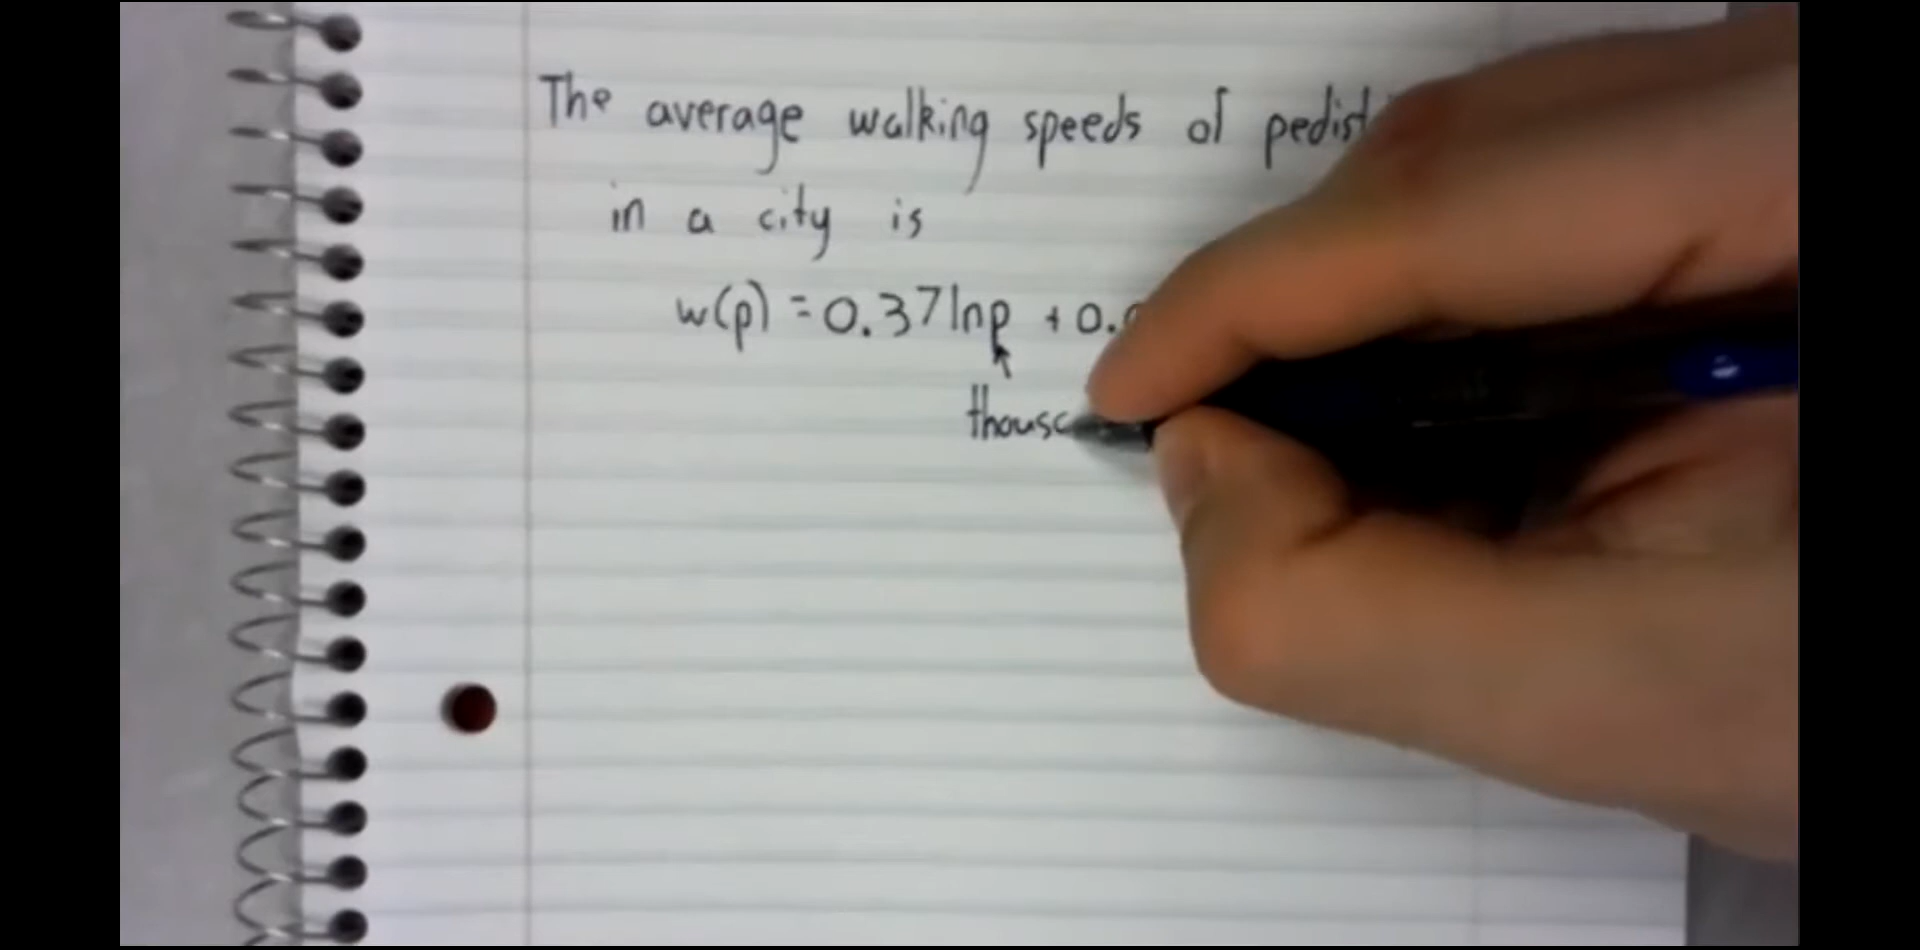 The average walking speeds of
in a city is
w(p) = 0.37lnp + 0.